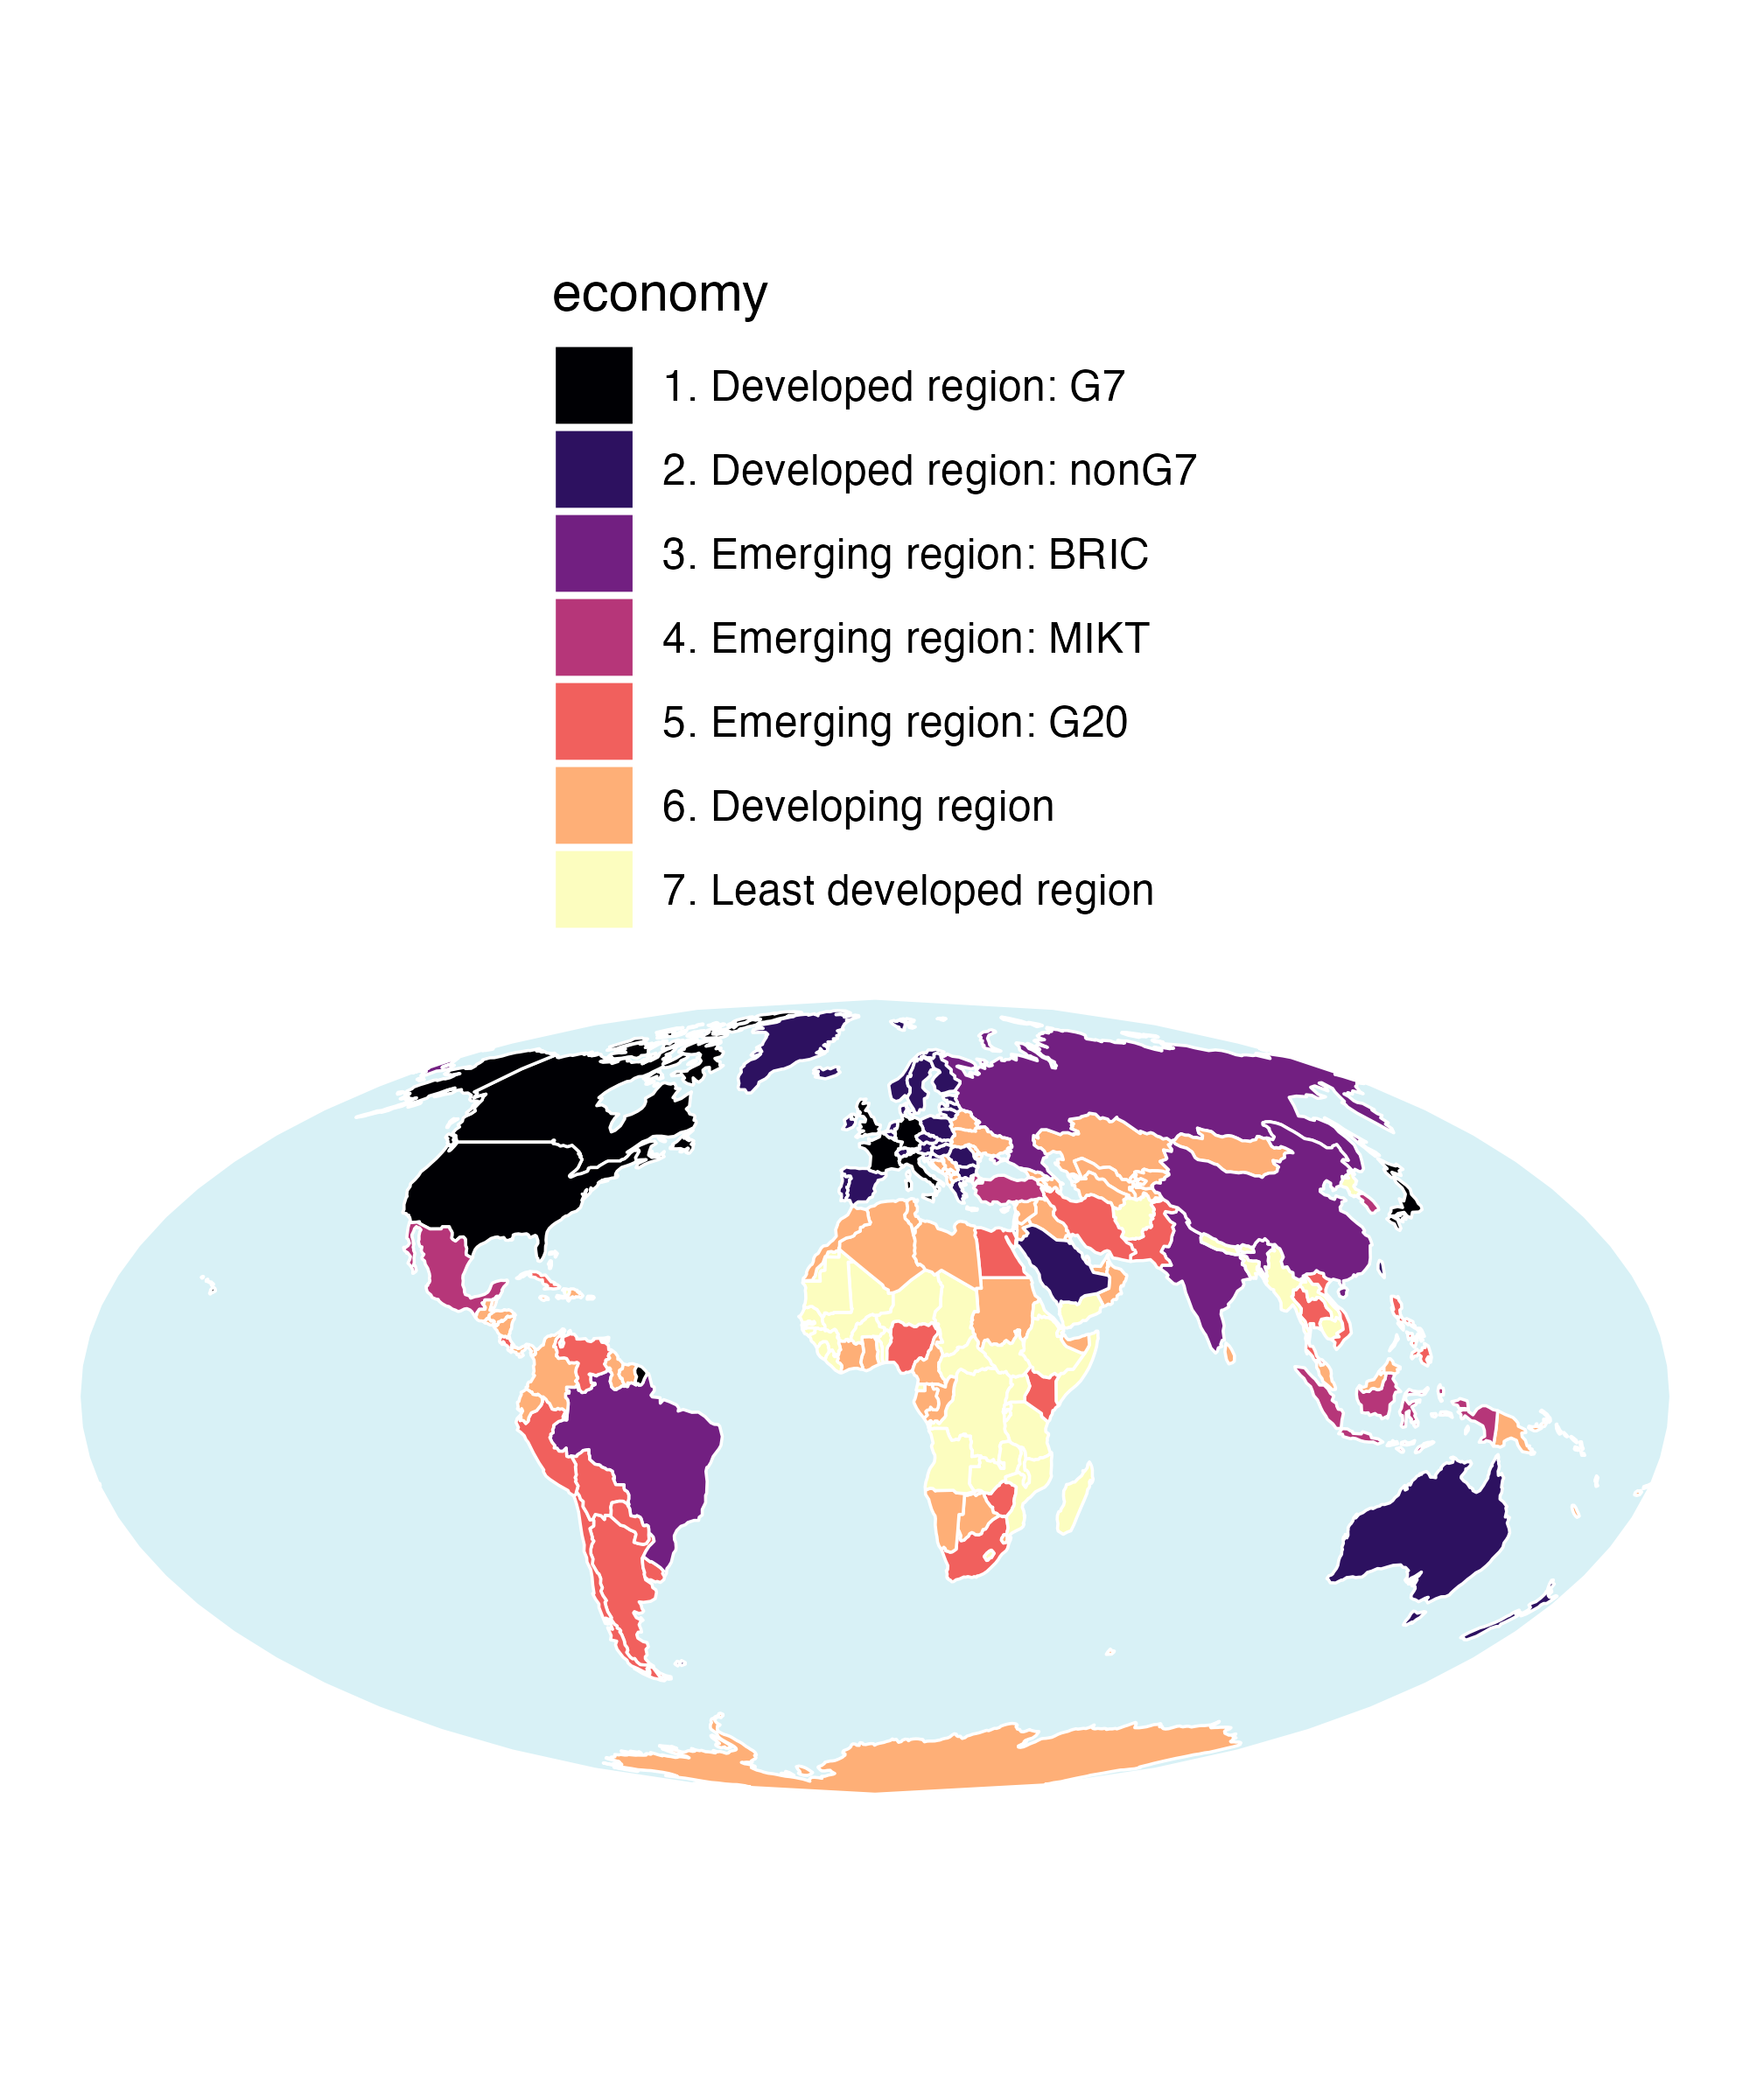 economy
1. Developed region: G7
2. Developed region: nonG7
3. Emerging region: BRIC
4. Emerging region: MIKT
5. Emerging region: G20
6. Developing region
7. Least developed region